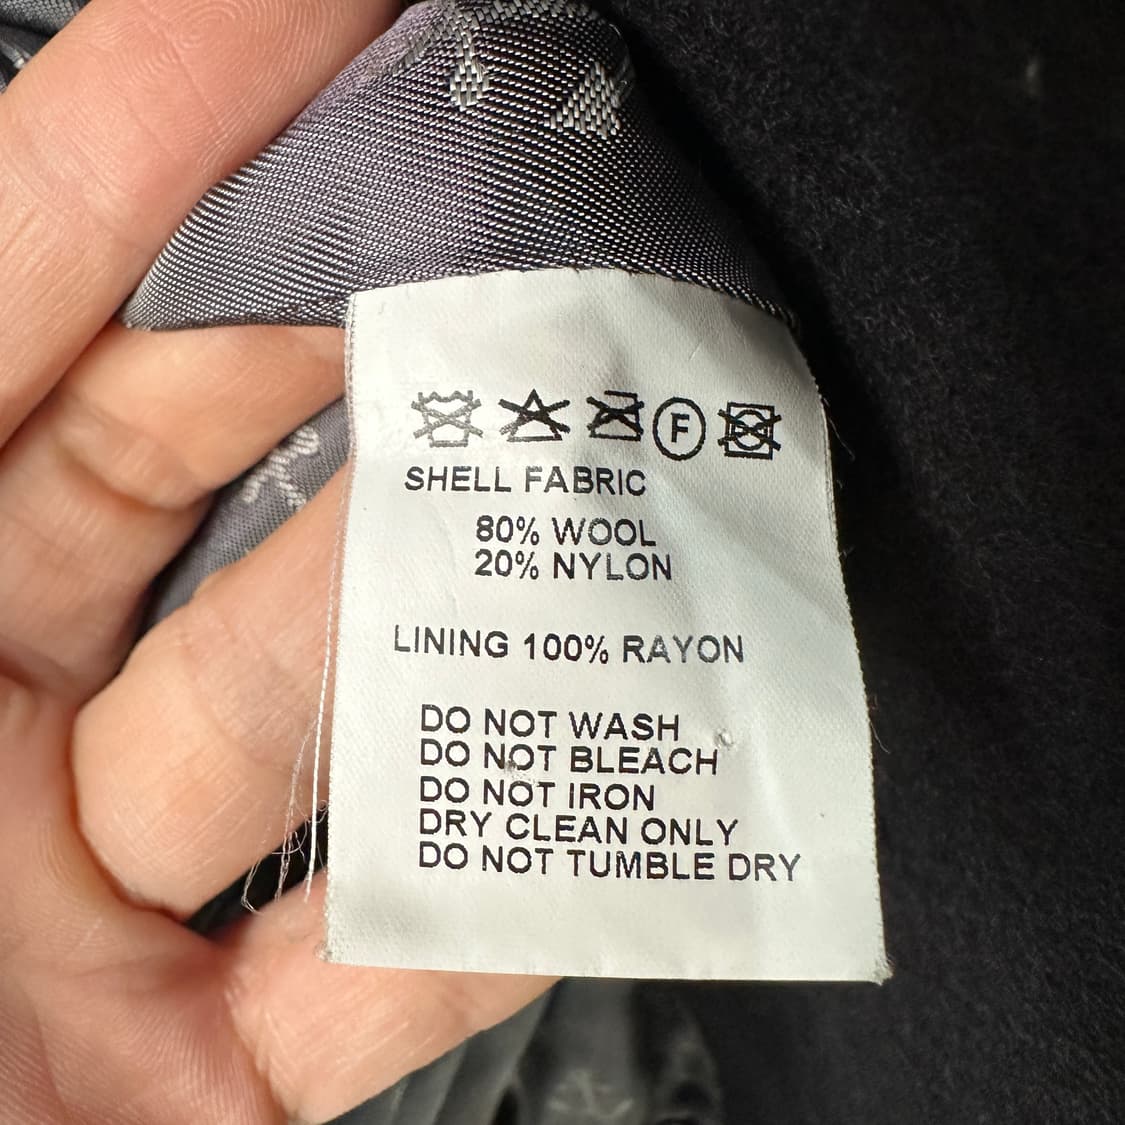 F
SHELL FABRIC
80% WOOL
20% NYLON
LINING 100% RAYON
DO NOT WASH
DO NOT BLEACH
DO NOT IRON
DRY CLEAN ONLY
DO NOT TUMBLE DRY